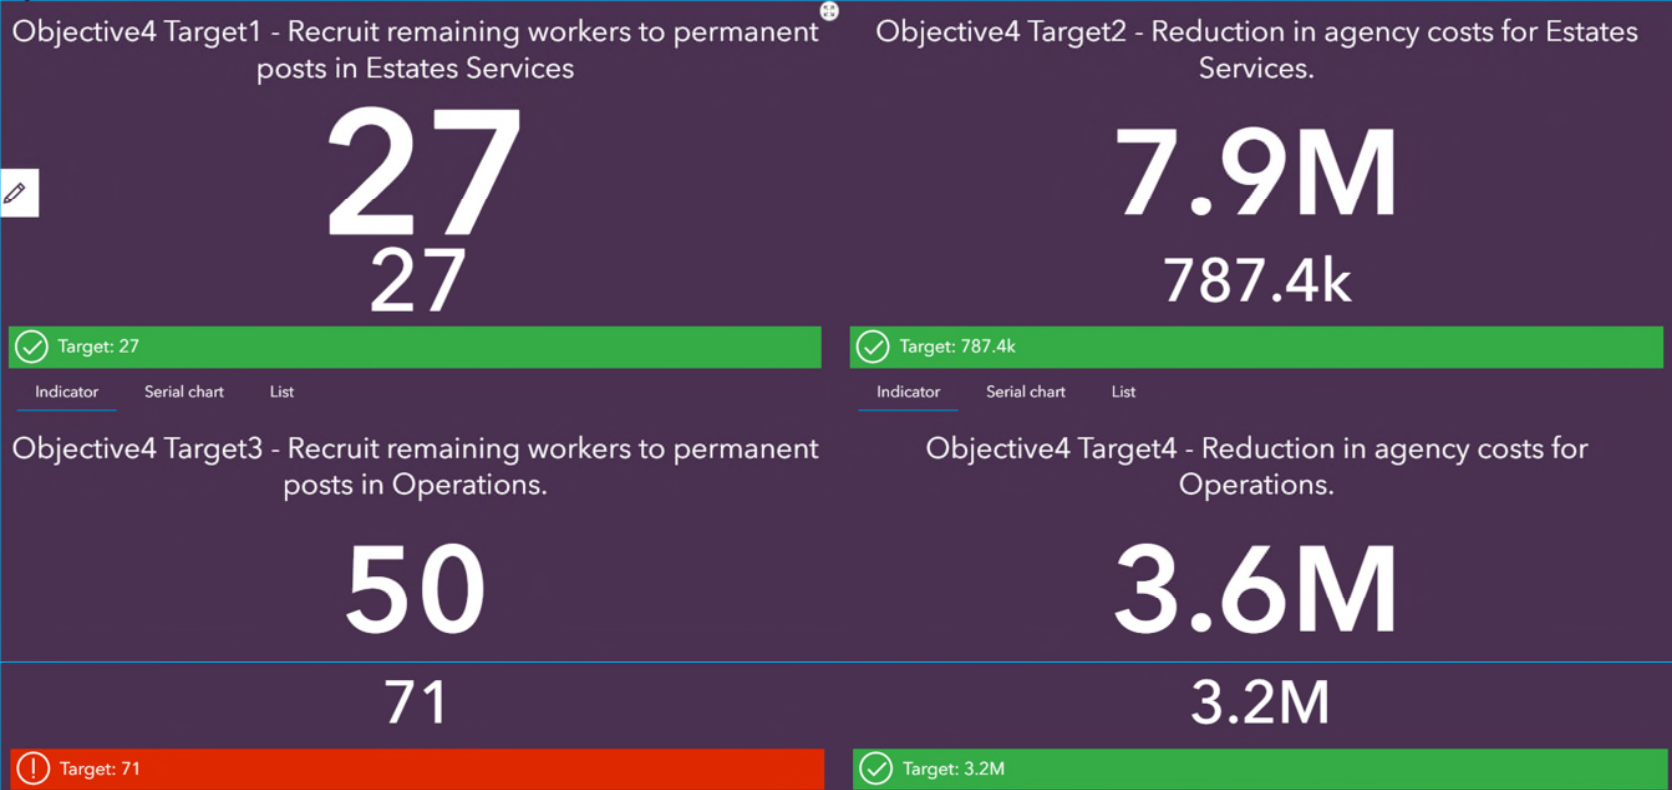 Objective4 Target1 - Recruit remaining workers to permanent
posts in Estates Services
27
27
Target: 27
Indicator Serial chart List
Objective4 Target2 - Reduction in agency costs for Estates
Services.
7.9M
787.4k
Target: 787.4k
Indicator Serial chart List
Objective4 Target3 - Recruit remaining workers to permanent
posts in Operations.
50
71
Target: 71
Objective4 Target4 - Reduction in agency costs for
Operations.
3.6M
3.2M
Target: 3.2M